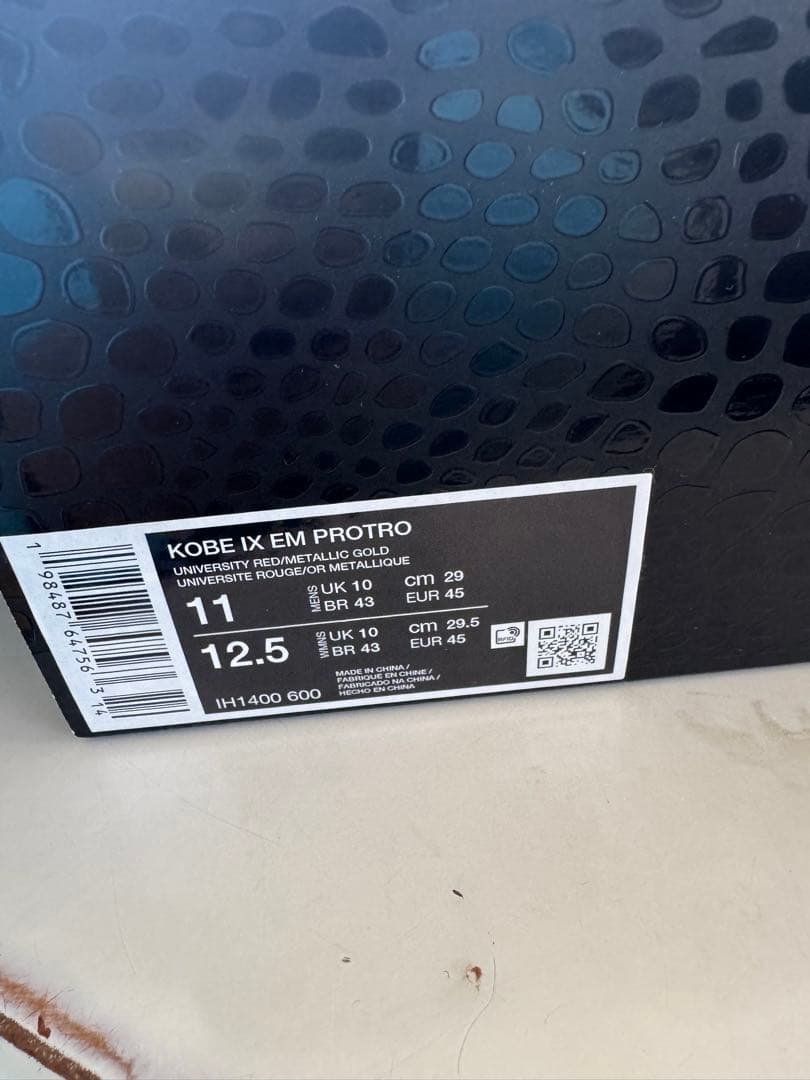 KOBE IX EM PROTRO
UNIVERSITY RED/METALLIC GOLD
UNIVERSITE ROUGE/OR METALLIQUE
11
MENS
UK 10 cm 29
BR 43 EUR 45
12.5
WMNS
UK 10 cm 29.5
BR 43 EUR 45
RFID
IH1400 600
MADE IN CHINA /
FABRIQUE EN CHINE /
FABRICADO NA CHINA /
HECHO EN CHINA
1 98487 64756 3 14